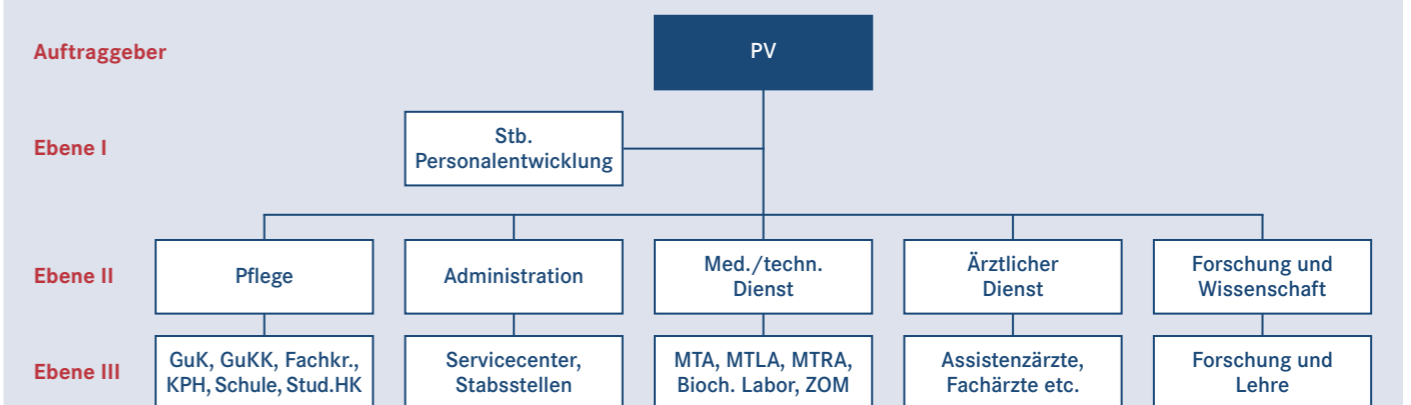 Auftraggeber
PV
Ebene I
Stb.
Personalentwicklung
Ebene II
Pflege
Administration
Med./techn.
Dienst
Ärztlicher
Dienst
Forschung und
Wissenschaft
Ebene III
GuK, GuKK, Fachkr.,
KPH, Schule, Stud.HK
Servicecenter,
Stabsstellen
MTA, MTLA, MTRA,
Bioch. Labor, ZOM
Assistenzärzte,
Fachärzte etc.
Forschung und
Lehre